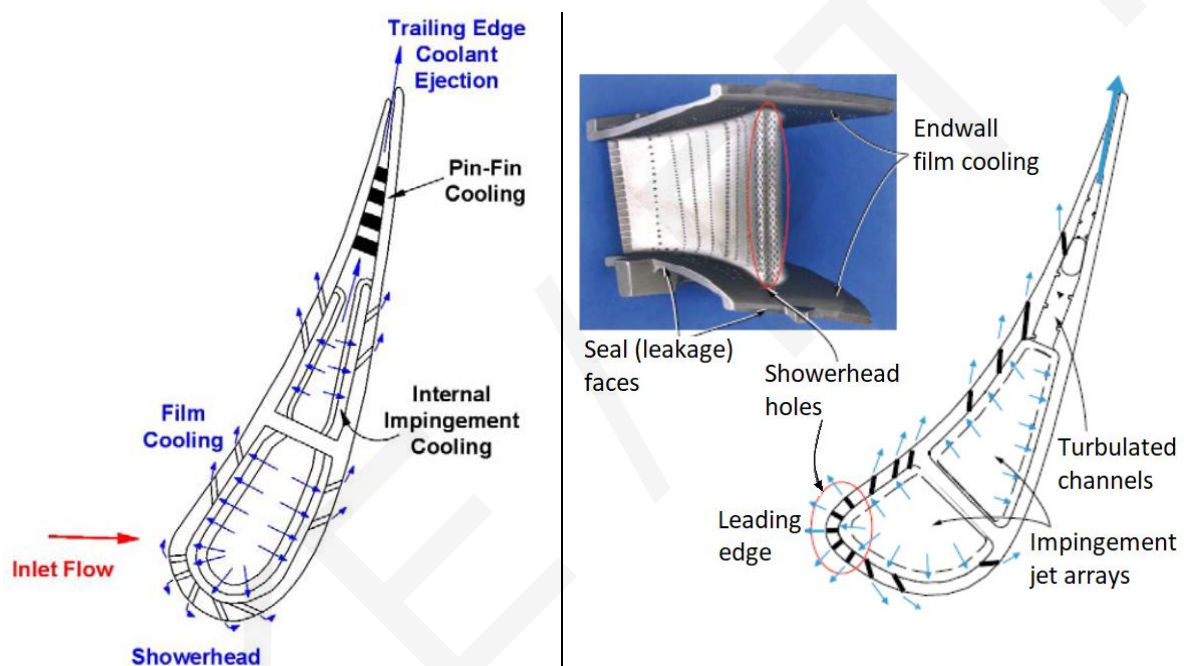 Trailing Edge
Coolant
Ejection
Pin-Fin
Cooling
Internal
Impingement
Cooling
Film
Cooling
Inlet Flow
Showerhead
Endwall
film cooling
Seal (leakage)
faces
Showerhead
holes
Turbulated
channels
Leading
edge
Impingement
jet arrays